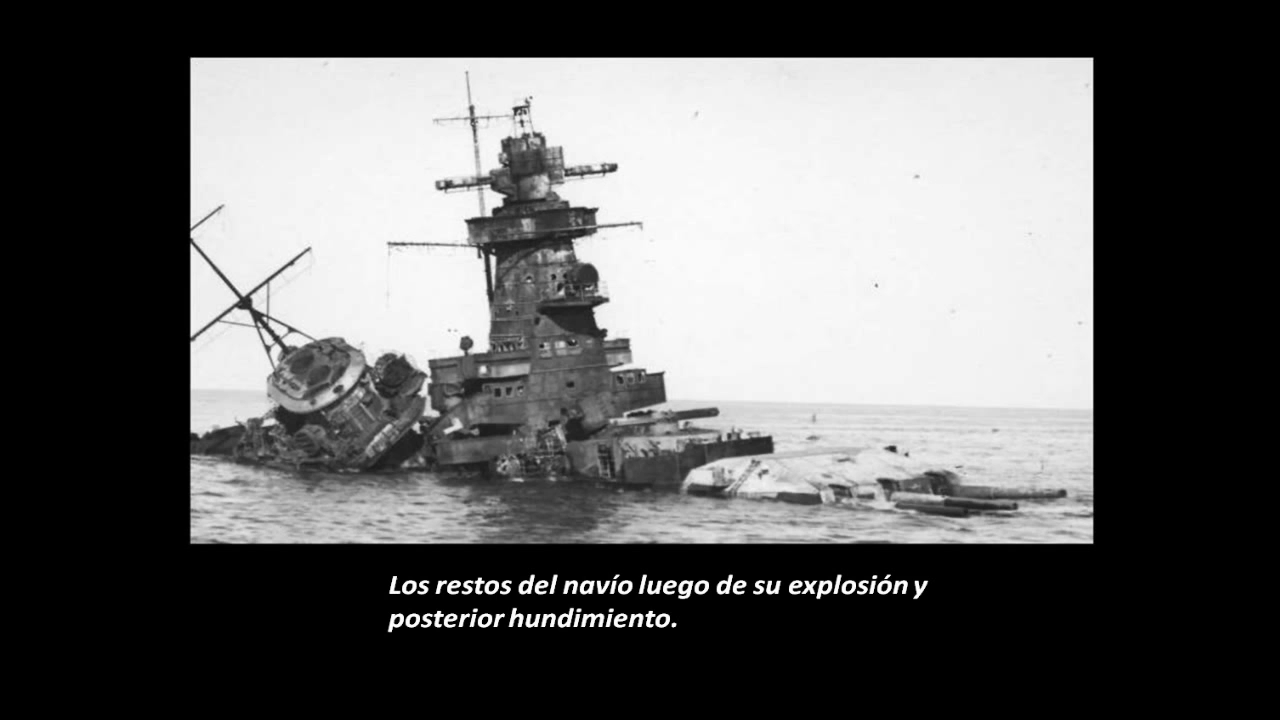 Los restos del navío luego de su explosión y
posterior hundimiento.